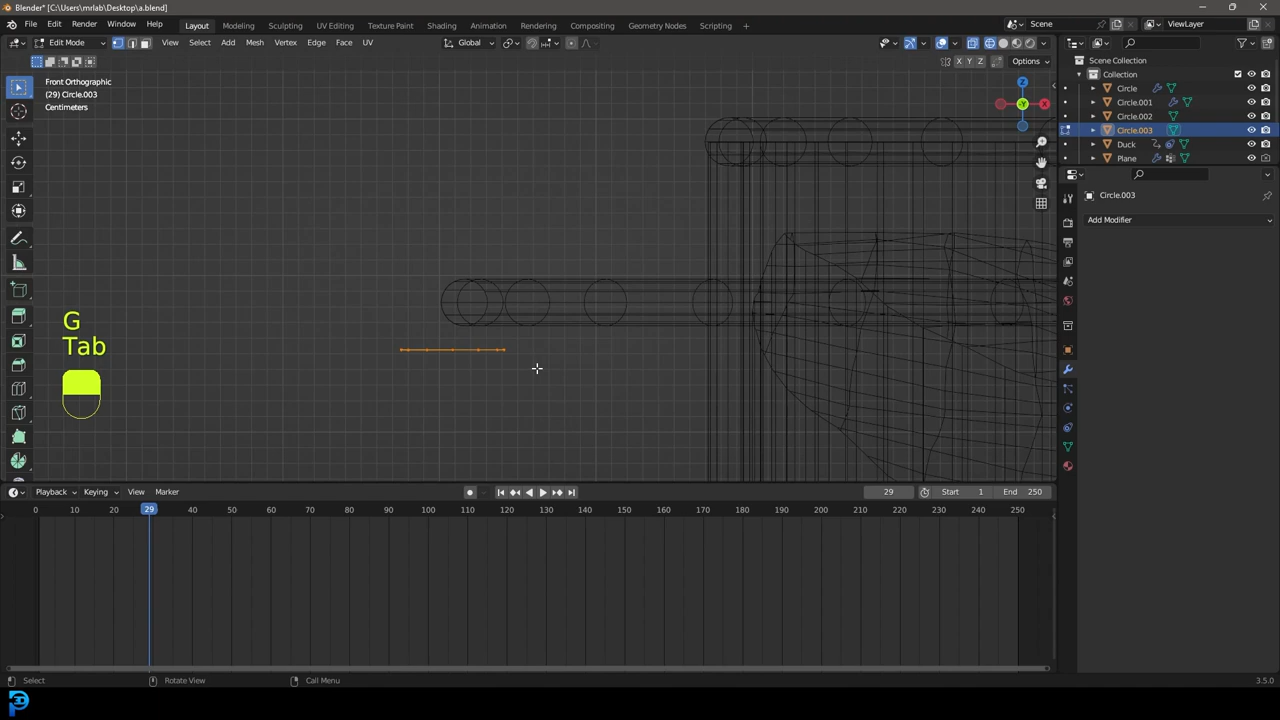 Blender* [C:\Users\mrlab\Desktop\a.blend]
File Edit Render Window Help Layout Modeling Sculpting UV Editing Texture Paint Shading Animation Rendering Compositing Geometry Nodes Scripting Scene ViewLayer
Edit Mode View Select Add Mesh Vertex Edge Face UV Global
X Y Z Options
Front Orthographic
(29) Circle.003
Centimeters
Z
Y X
G
Tab
Scene Collection
Collection
Circle
Circle.001
Circle.002
Circle.003
Duck
Plane
Circle.003
Add Modifier
Playback Keying View Marker 29 Start 1 End 250
0 10 20 29 40 50 60 70 80 90 100 110 120 130 140 150 160 170 180 190 200 210 220 230 240 250
Select Rotate View Call Menu 3.5.0